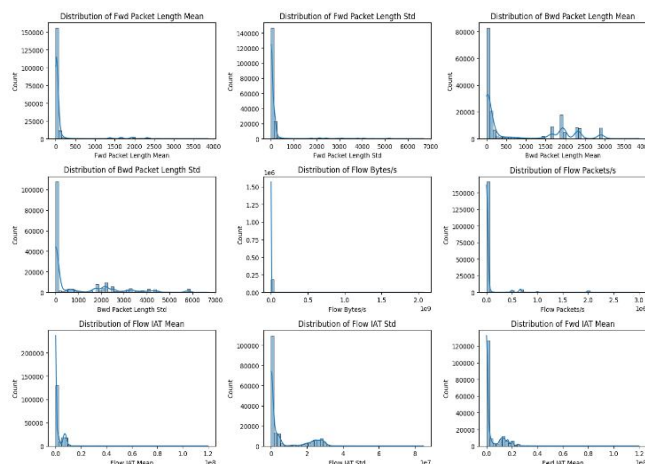 Distribution of Fwd Packet Length Mean
Distribution of Fwd Packet Length Std
Distribution of Bwd Packet Length Mean
Count
150000
125000
100000
75000
50000
25000
0
0 500 1000 1500 2000 2500 3000 3500 4000
Fwd Packet Length Mean
Count
140000
120000
100000
80000
60000
40000
20000
0
0 1000 2000 3000 4000 5000 6000 7000
Fwd Packet Length Std
Count
80000
60000
40000
20000
0
0 500 1000 1500 2000 2500 3000 3500
Bwd Packet Length Mean
Distribution of Bwd Packet Length Std
Distribution of Flow Bytes/s
Distribution of Flow Packets/s
Count
100000
80000
60000
40000
20000
0
0 1000 2000 3000 4000 5000 6000 7000
Bwd Packet Length Std
Count
1e6
1.50
1.25
1.00
0.75
0.50
0.25
0.00
0.0 0.5 1.0 1.5 2.0
1e9
Flow Bytes/s
Count
150000
125000
100000
75000
50000
25000
0
0.0 0.5 1.0 1.5 2.0 2.5 3.0
Flow Packets/s
Distribution of Flow IAT Mean
Distribution of Flow IAT Std
Distribution of Fwd IAT Mean
Count
200000
150000
100000
50000
0
0.0 0.2 0.4 0.6 0.8 1.0 1.2
1e8
Flow IAT Mean
Count
100000
80000
60000
40000
20000
0
0 2 4 6 8
1e7
Flow IAT Std
Count
120000
100000
80000
60000
40000
20000
0
0.0 0.2 0.4 0.6 0.8 1.0
Fwd IAT Mean